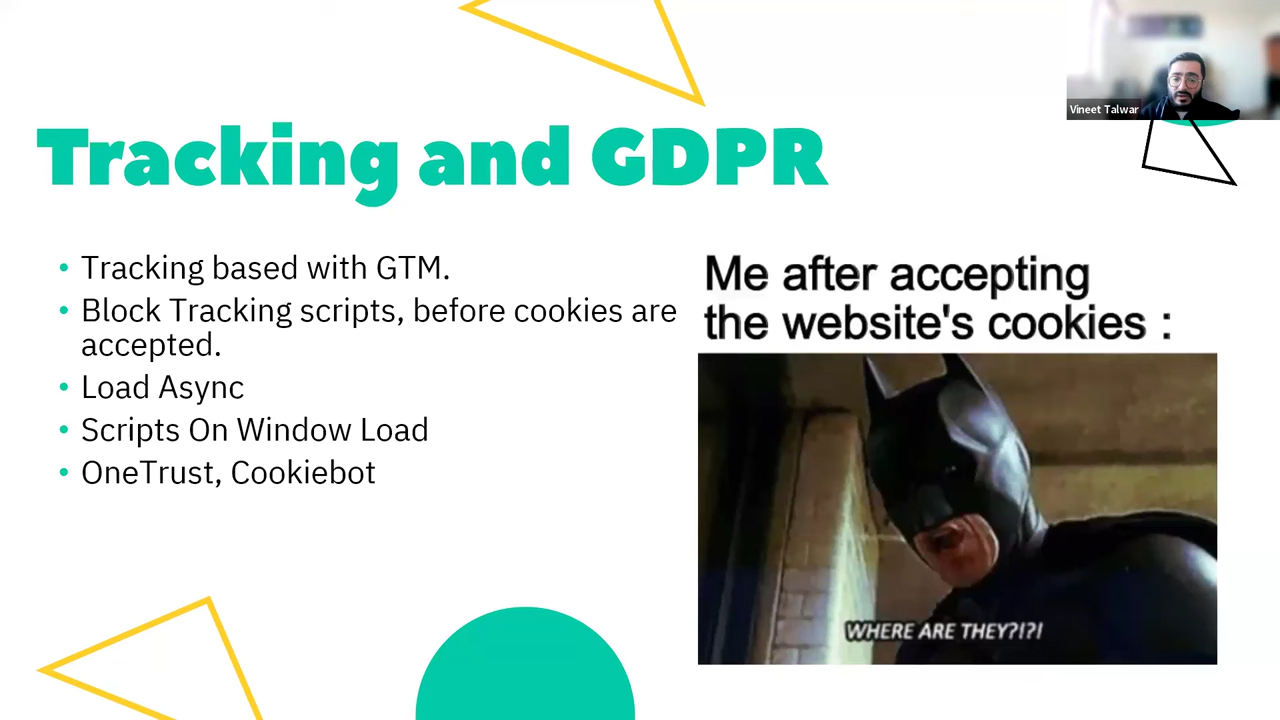 Vineet Talwar
Tracking and GDPR
• Tracking based with GTM.
• Block Tracking scripts, before cookies are
accepted.
• Load Async
• Scripts On Window Load
• OneTrust, Cookiebot
Me after accepting
the website's cookies :
WHERE ARE THEY?!?!